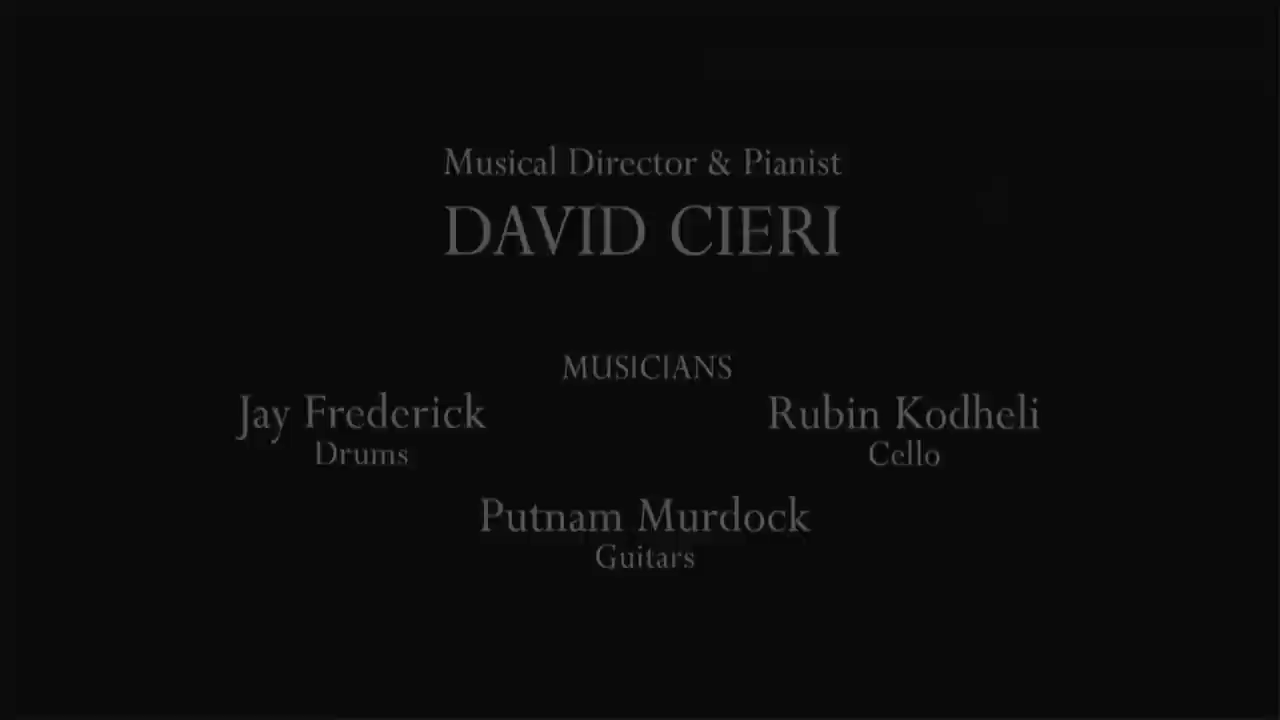 Musical Director & Pianist
DAVID CIERI
MUSICIANS
Jay Frederick
Drums
Rubin Kodheli
Cello
Putnam Murdock
Guitars